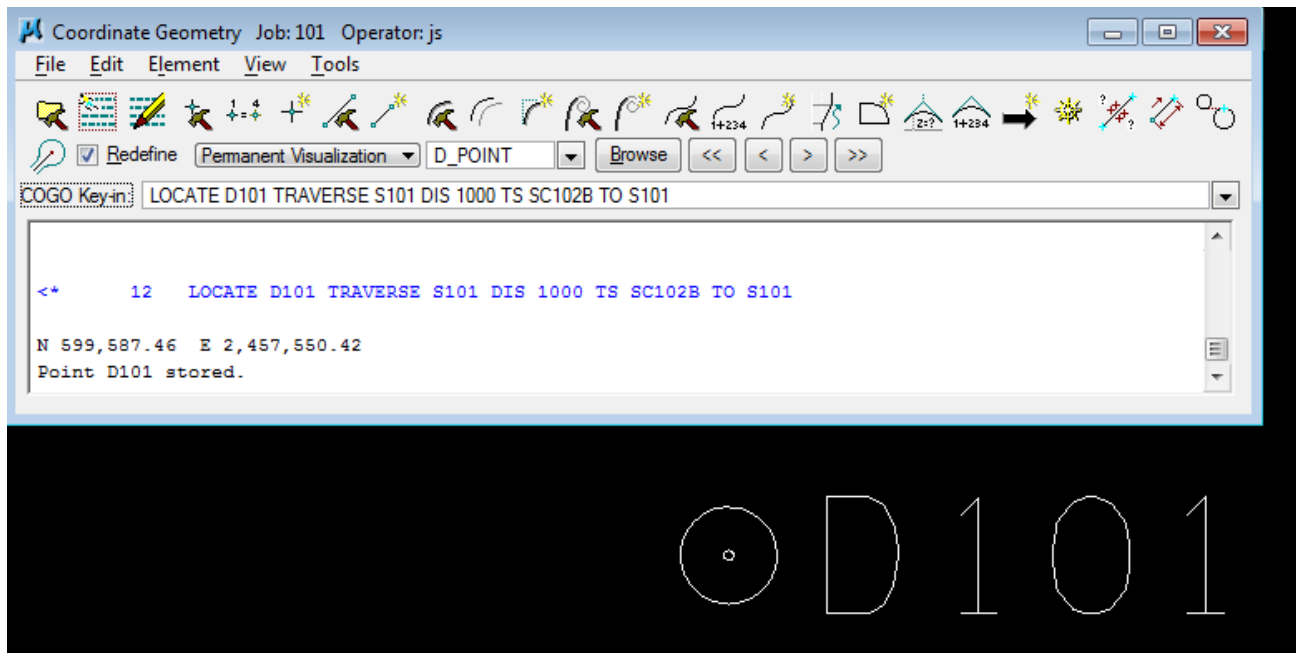 Coordinate Geometry Job: 101 Operator: js
File Edit Element View Tools
1=4 1+234 z=? 1+234 ? ?
Redefine Permanent Visualization D_POINT Browse << < > >>
COGO Key-in: LOCATE D101 TRAVERSE S101 DIS 1000 TS SC102B TO S101
<* 12 LOCATE D101 TRAVERSE S101 DIS 1000 TS SC102B TO S101
N 599,587.46 E 2,457,550.42
Point D101 stored.
D101